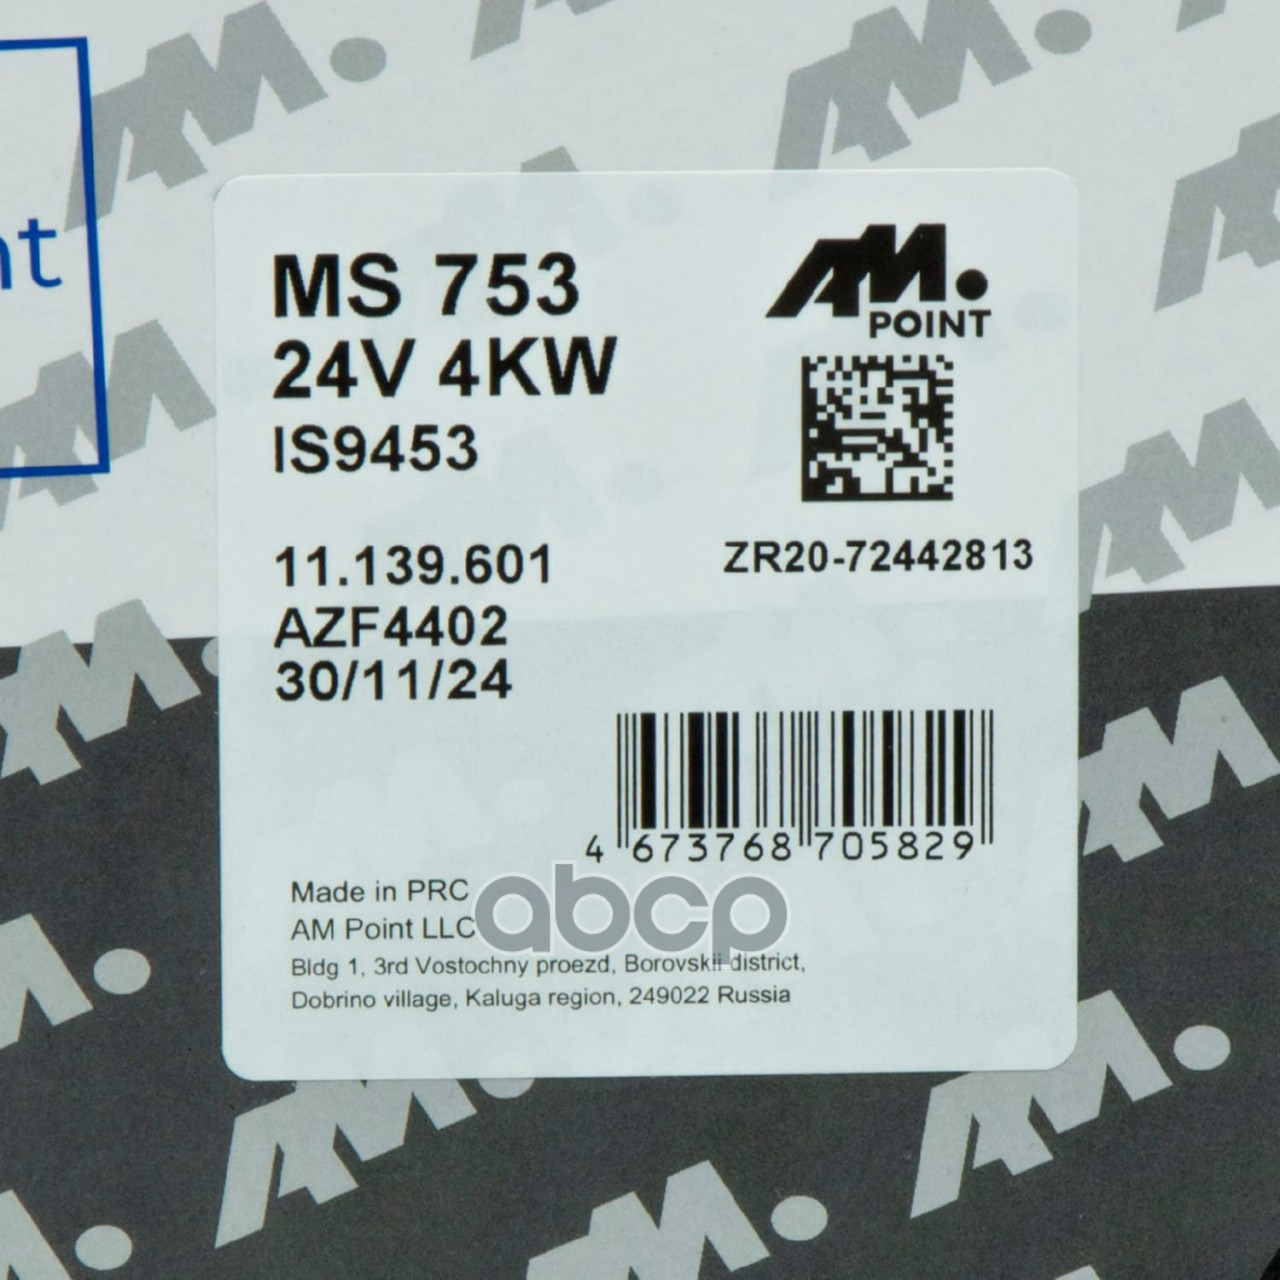 nt
MS 753
24V 4KW
IS9453
AM.
POINT
11.139.601
ZR20-72442813
AZF4402
30/11/24
4 673768 705829
Made in PRC
AM Point LLC
Bldg 1, 3rd Vostochny proezd, Borovskii district,
Dobrino village, Kaluga region, 249022 Russia
abcp